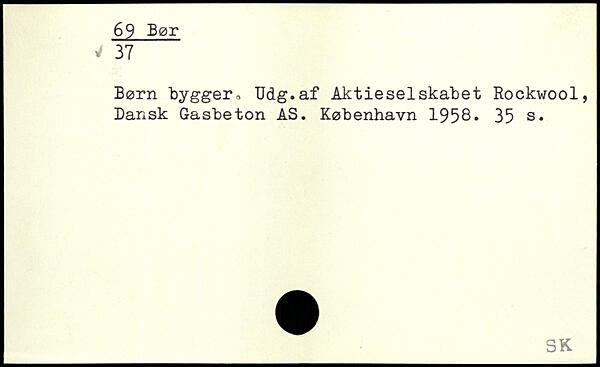 69 Bør
✓ 37
Børn bygger. Udg.af Aktieselskabet Rockwool,
Dansk Gasbeton AS. København 1958. 35 s.
SK